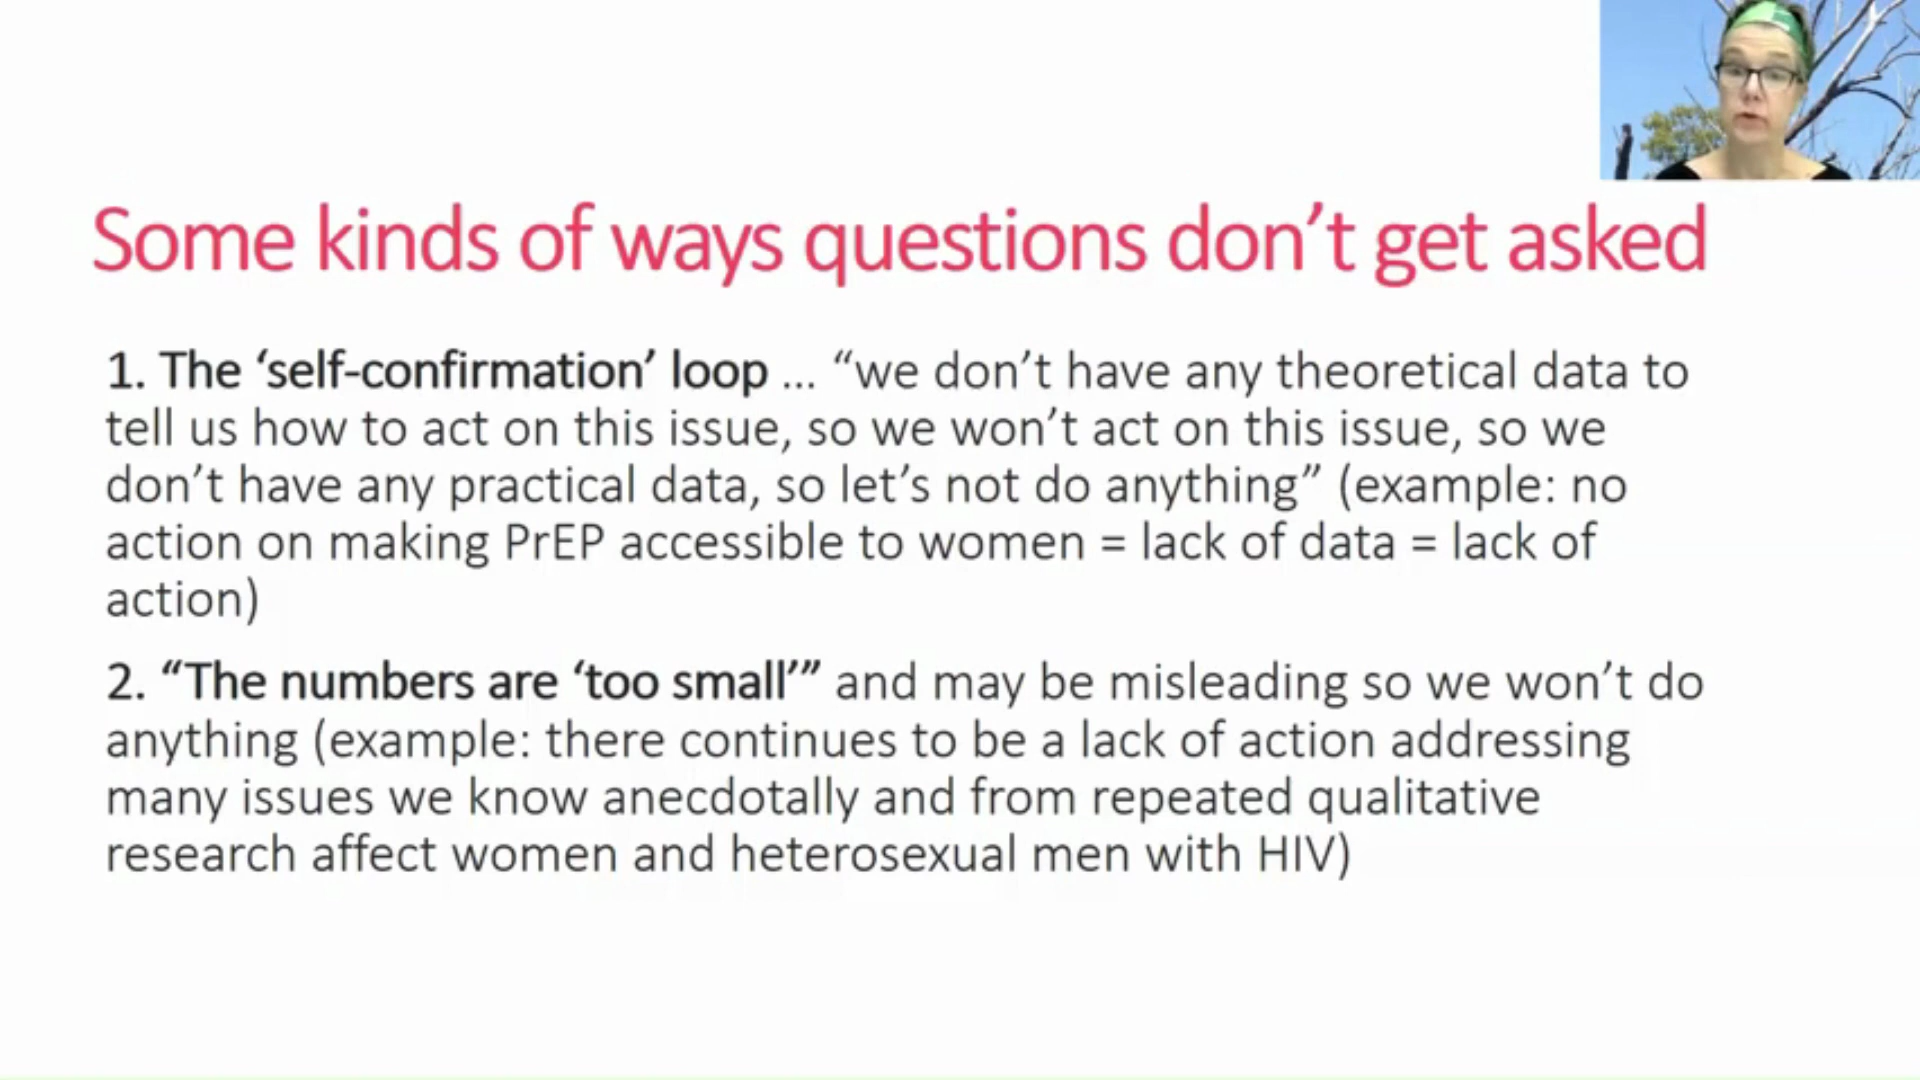 Some kinds of ways questions don’t get asked
1. The ‘self-confirmation’ loop ... “we don’t have any theoretical data to
tell us how to act on this issue, so we won’t act on this issue, so we
don’t have any practical data, so let’s not do anything” (example: no
action on making PrEP accessible to women = lack of data = lack of
action)
2. “The numbers are ‘too small’” and may be misleading so we won’t do
anything (example: there continues to be a lack of action addressing
many issues we know anecdotally and from repeated qualitative
research affect women and heterosexual men with HIV)